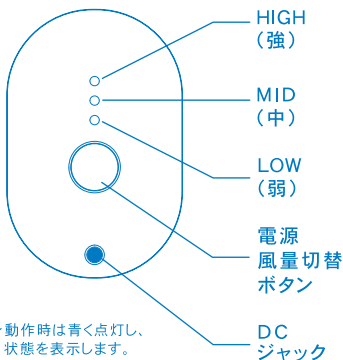 HIGH
（強）
MID
（中）
LOW
（弱）
電源
風量切替
ボタン
DC
ジャック
動作時は青く点灯し、
状態を表示します。